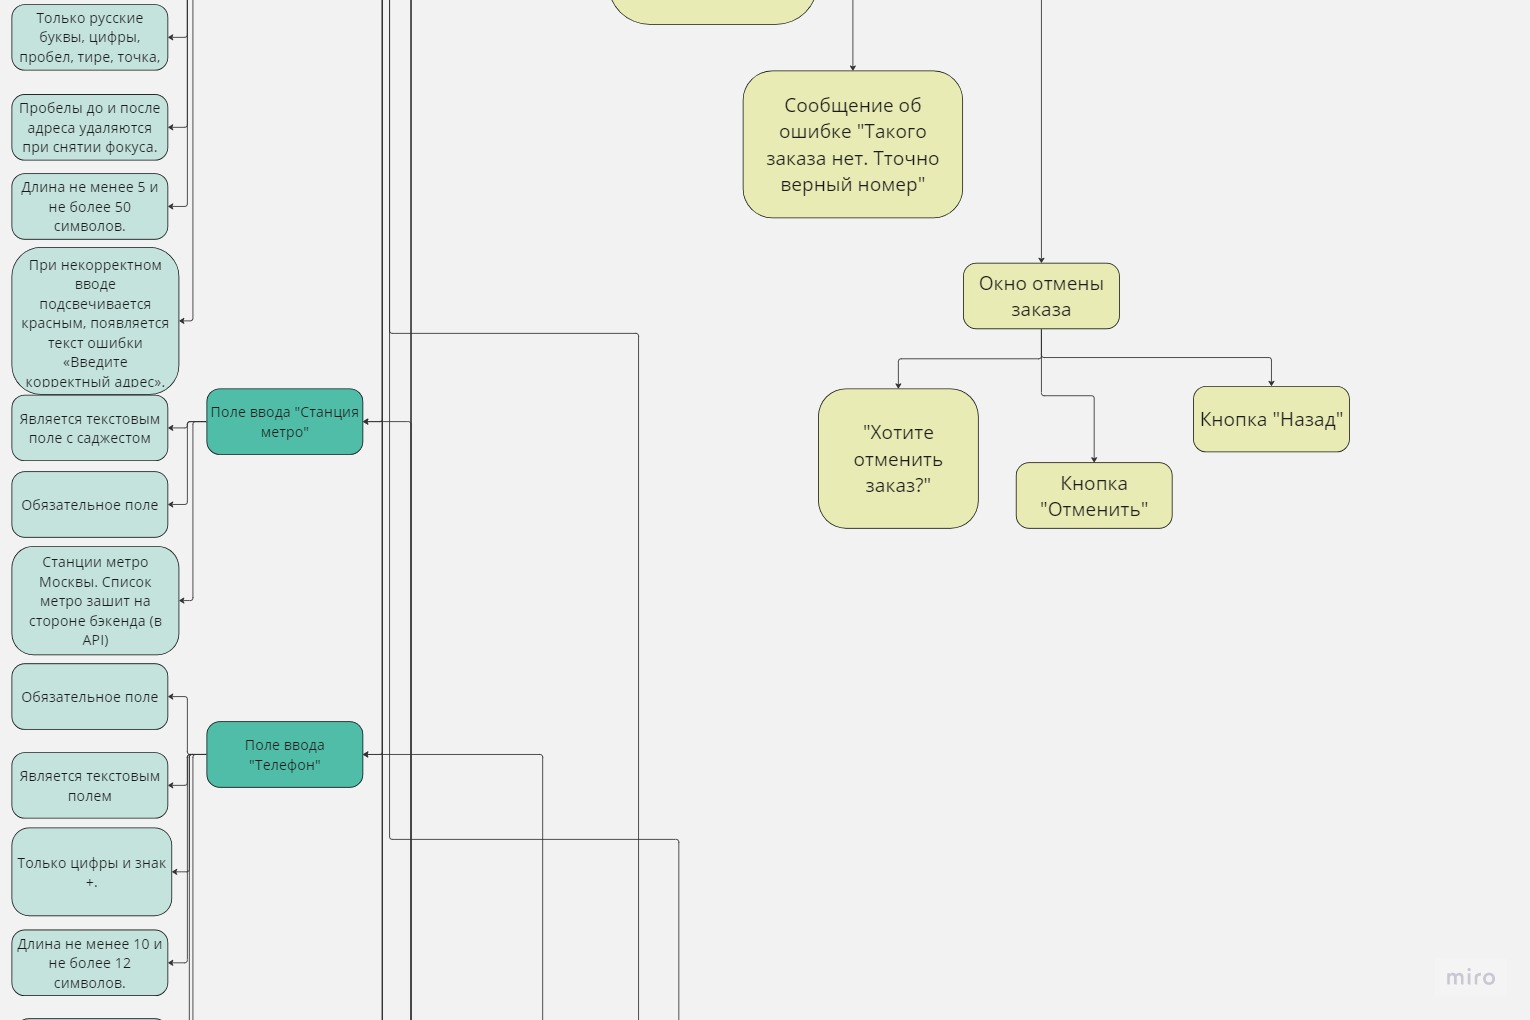 Только русские
буквы, цифры,
пробел, тире, точка,
Пробелы до и после
адреса удаляются
при снятии фокуса.
Длина не менее 5 и
не более 50
символов.
При некорректном
вводе
подсвечивается
красным, появляется
текст ошибки
«Введите
корректный адрес».
Является текстовым
поле с саджестом
Обязательное поле
Станции метро
Москвы. Список
метро зашит на
стороне бэкенда (в
API)
Обязательное поле
Является текстовым
полем
Только цифры и знак
+.
Длина не менее 10 и
не более 12
символов.
Поле ввода "Станция
метро"
Поле ввода
"Телефон"
Сообщение об
ошибке "Такого
заказа нет. Тточно
верный номер"
Окно отмены
заказа
"Хотите
отменить
заказ?"
Кнопка
"Отменить"
Кнопка "Назад"
miro